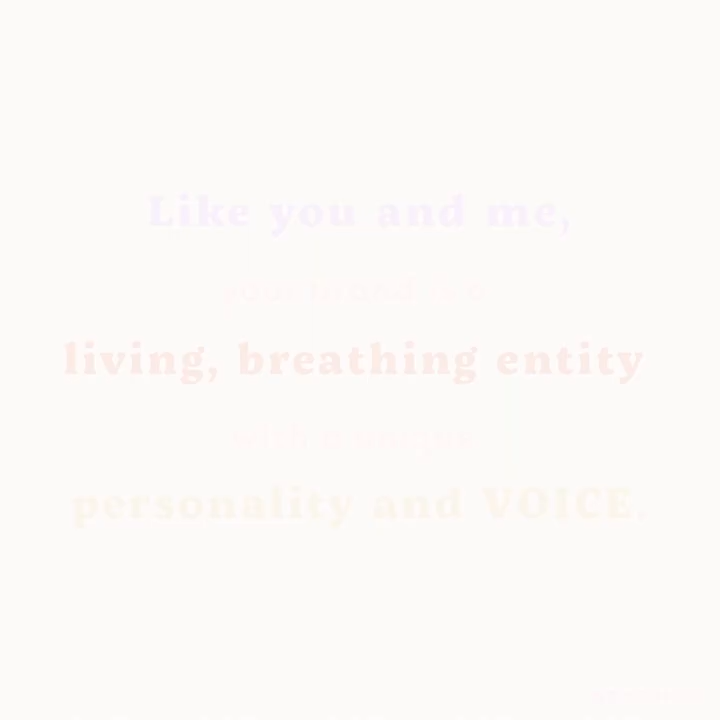 Like you and me,
your brand is a
living, breathing entity
with a unique
personality and VOICE.